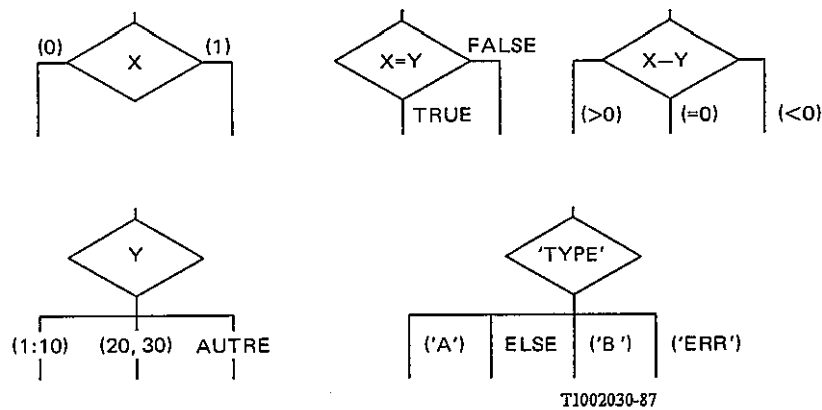 (0) X (1)
X=Y FALSE
TRUE
X—Y
(>0) (=0) (<0)
Y
(1:10) (20, 30) AUTRE
'TYPE'
('A') ELSE ('B') ('ERR')
T1002030-87